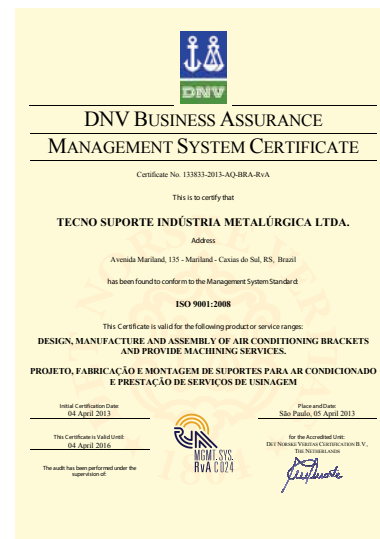 DNV
DNV BUSINESS ASSURANCE
MANAGEMENT SYSTEM CERTIFICATE
Certificate No. 133833-2013-AQ-BRA-RvA
This is to certify that
TECNO SUPORTE INDÚSTRIA METALÚRGICA LTDA.
Address
Avenida Mariland, 135 - Mariland - Caxias do Sul, RS, Brazil
has been found to conform to the Management System Standard:
ISO 9001:2008
This Certificate is valid for the following product or service ranges:
DESIGN, MANUFACTURE AND ASSEMBLY OF AIR CONDITIONING BRACKETS
AND PROVIDE MACHINING SERVICES.
PROJETO, FABRICAÇÃO E MONTAGEM DE SUPORTES PARA AR CONDICIONADO
E PRESTAÇÃO DE SERVIÇOS DE USINAGEM
Initial Certification Date:
04 April 2013
This Certificate is Valid Until:
04 April 2016
The audit has been performed under the
supervision of:
RVA
MGMT. SYS.
RvA C024
Place and Date:
São Paulo, 05 April 2013
for the Accredited Unit:
DET NORSKE VERITAS CERTIFICATION B.V.,
THE NETHERLANDS